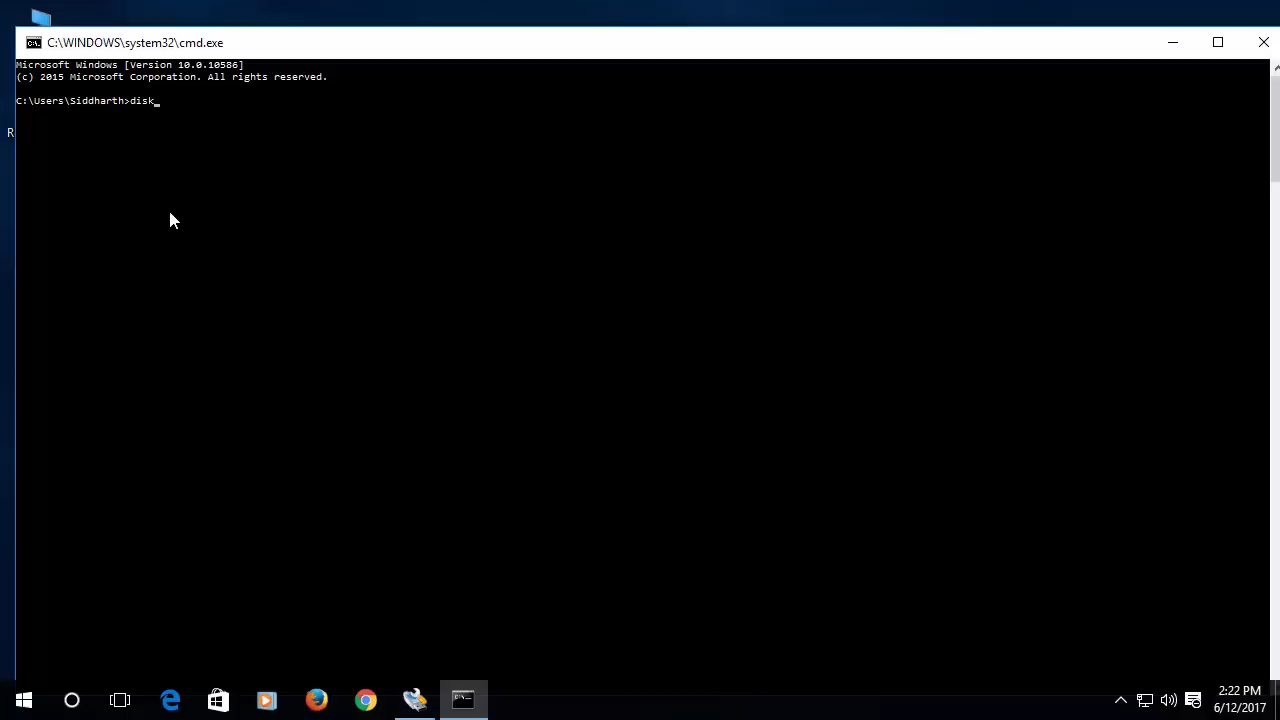 C:\WINDOWS\system32\cmd.exe
Microsoft Windows [Version 10.0.10586]
(c) 2015 Microsoft Corporation. All rights reserved.
C:\Users\Siddharth>disk_
R
2:22 PM
6/12/2017